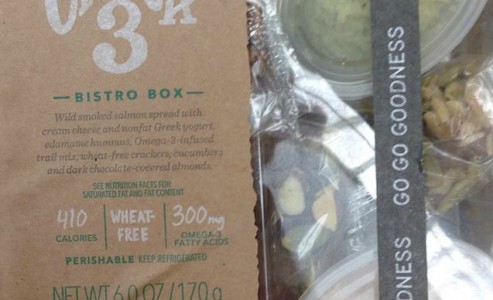 OMEGA
3
BISTRO BOX
Wild smoked salmon spread with
cream cheese and nonfat Greek yogurt,
edamame hummus, Omega-3-infused
trail mix, wheat-free crackers, cucumbers
and dark chocolate-covered almonds.
SEE NUTRITION FACTS FOR
SATURATED FAT AND FAT CONTENT
410
CALORIES
WHEAT-
FREE
300mg
OMEGA-3
FATTY ACIDS
PERISHABLE KEEP REFRIGERATED
NET WT 6.0 OZ / 170 g
GO GO GOODNESS
DNESS